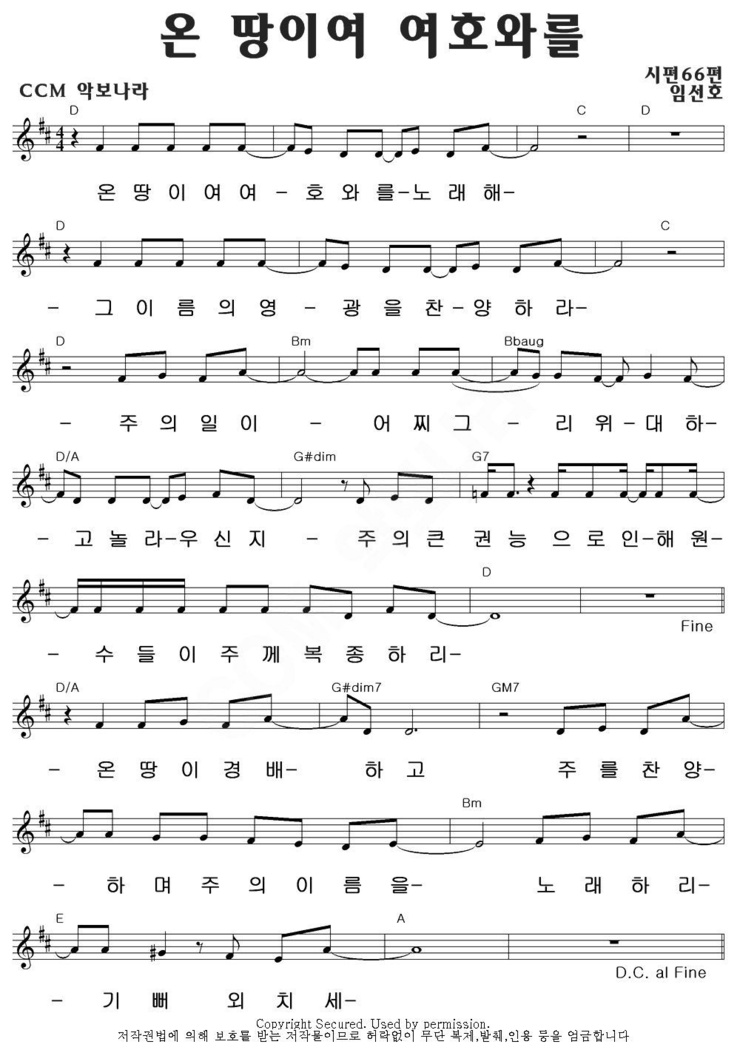 온 땅이여 여호와를
시편66편
CCM 악보나라 임선호
D C D
4 4
온 땅 이 여 여 - 호 와 를-노 래 해-
D C
- 그 이 름 의 영 - 광 을 찬-양 하 라-
D Bm Bbaug
- 주 의 일 이 - 어 찌 그 - 리 위-대 하-
D/A G#dim G7
- 고 놀 라-우 신 지 - 주 의 큰 권 능 으 로 인-해 원-
D
Fine
- 수 들 이 주 께 복 종 하 리-
D/A G#dim7 GM7
- 온 땅 이 경 배- 하 고 주 를 찬 양-
Bm
- 하 며 주 의 이 름 을- 노 래 하 리-
E A
D.C. al Fine
- 기 뻐 외 치 세-
Copyright Secured. Used by permission.
저작권법에 의해 보호를 받는 저작물이므로 허락없이 무단 복제,발췌,인용 등을 엄금합니다